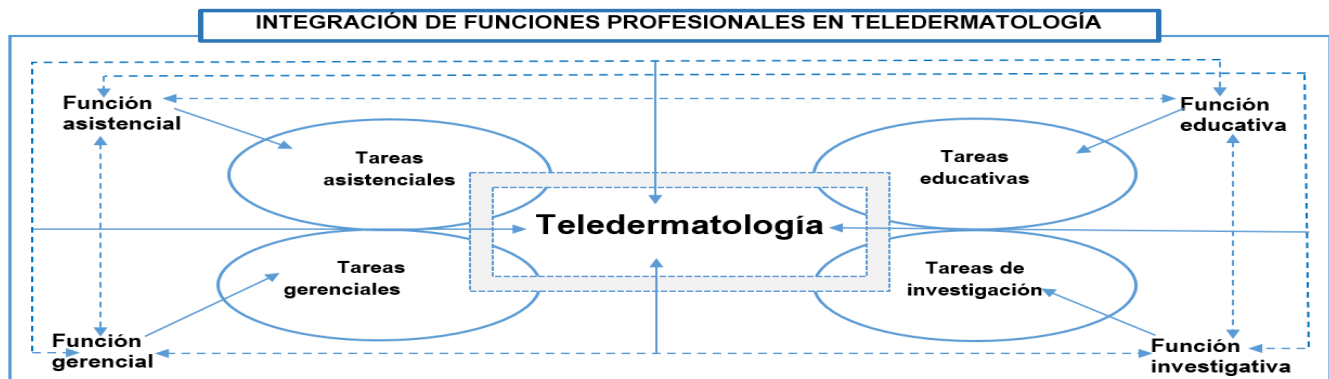 INTEGRACIÓN DE FUNCIONES PROFESIONALES EN TELEDERMATOLOGÍA
Función
asistencial
Función
educativa
Tareas
asistenciales
Tareas
educativas
Teledermatología
Tareas
gerenciales
Tareas de
investigación
Función
gerencial
Función
investigativa